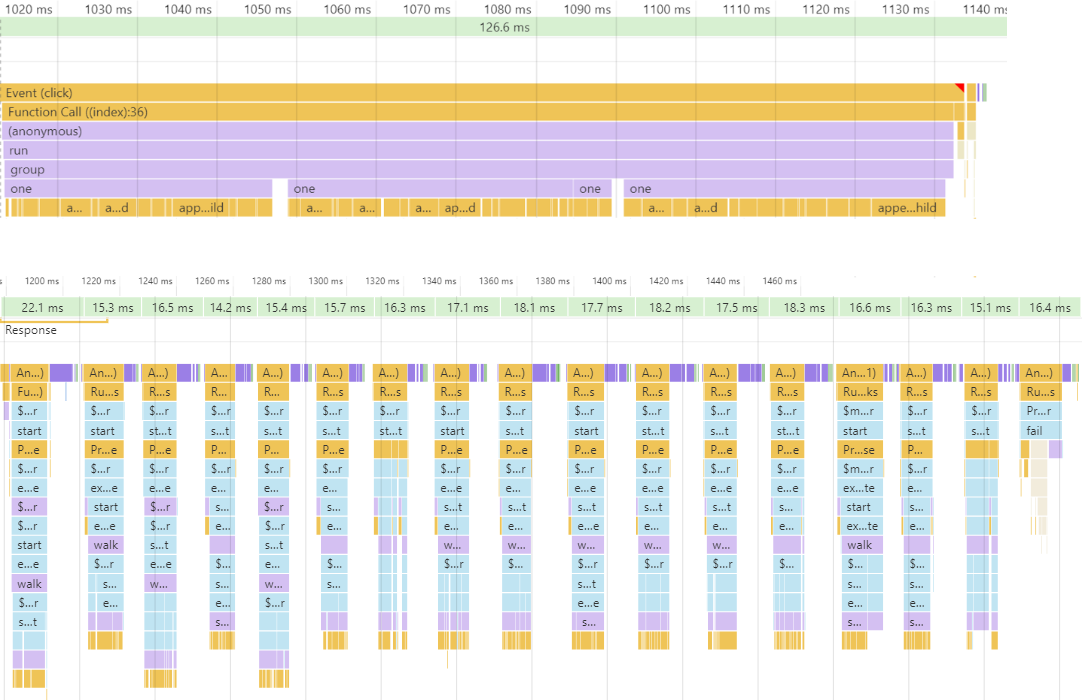 1020 ms 1030 ms 1040 ms 1050 ms 1060 ms 1070 ms 1080 ms 1090 ms 1100 ms 1110 ms 1120 ms 1130 ms 1140 ms
126.6 ms
Event (click)
Function Call ((index):36)
(anonymous)
run
group
one one one one
a... a...d app...ild a... a... a... ap...d a... a...d appe...hild
1200 ms 1220 ms 1240 ms 1260 ms 1280 ms 1300 ms 1320 ms 1340 ms 1360 ms 1380 ms 1400 ms 1420 ms 1440 ms 1460 ms
22.1 ms 15.3 ms 16.5 ms 14.2 ms 15.4 ms 15.7 ms 16.3 ms 17.1 ms 18.1 ms 17.7 ms 18.2 ms 17.5 ms 18.3 ms 16.6 ms 16.3 ms 15.1 ms 16.4 ms
Response
An...) An...) A...) A... A...) A...) A...) A...) A...) A...) A...) A...) A...) An...1) A...) A...) An...)
Fu...) Ru...s R...s R... R... R...s R...s R...s R...s R...s R...s R...s R...s Ru...ks R...s R...s Ru...s
$...r $...r $...r $...r $...r $...r $...r $...r $...r $...r $...r $...r $...r $m...r $...r $...r Pr...r
start start st...t s...t s...t s...t st...t start s...t start s...t s...t s...t start s...t s...t fail
P...e Pr...e P...e P... P...e P...e P...e P...e P...e P...e P...e P...e Pr...se P...
$...r $...r $...r $...r $...r $...r $...r $...r $...r $...r $...r $...r $m...r $...r
e...e ex...e e...e e... e...e e... e...e e... e...e e...e e...e e... ex...te e...
$...r start $...r s... $...r s... s...t s...t s...t s...t s...t s...t start s...
$...r e...e $...r e... $...r e... e...e e... e...e e...e e...e e... ex...te e...
start walk s...t s...t w... w... w... w... w... walk
e...e $...r e...e $... e... $... $...r $... $...r $...r $...r $... $... $...
walk s... w... s... w... s... s...t s... s...
$...r e... e... $...r e...e e... e...
s...t s... s... s... s...